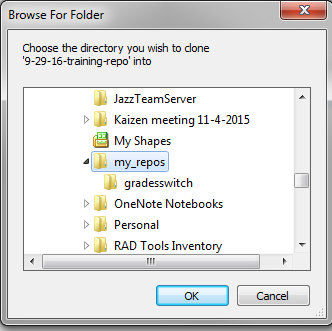 Browse For Folder
Choose the directory you wish to clone
'9-29-16-training-repo' into
JazzTeamServer
Kaizen meeting 11-4-2015
My Shapes
my_repos
gradesswitch
OneNote Notebooks
Personal
RAD Tools Inventory
OK
Cancel